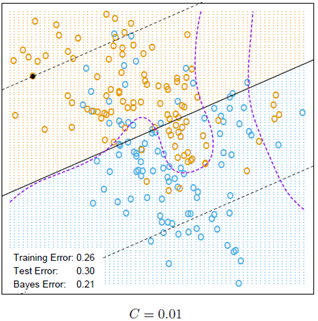 Training Error: 0.26
Test Error: 0.30
Bayes Error: 0.21
C = 0.01